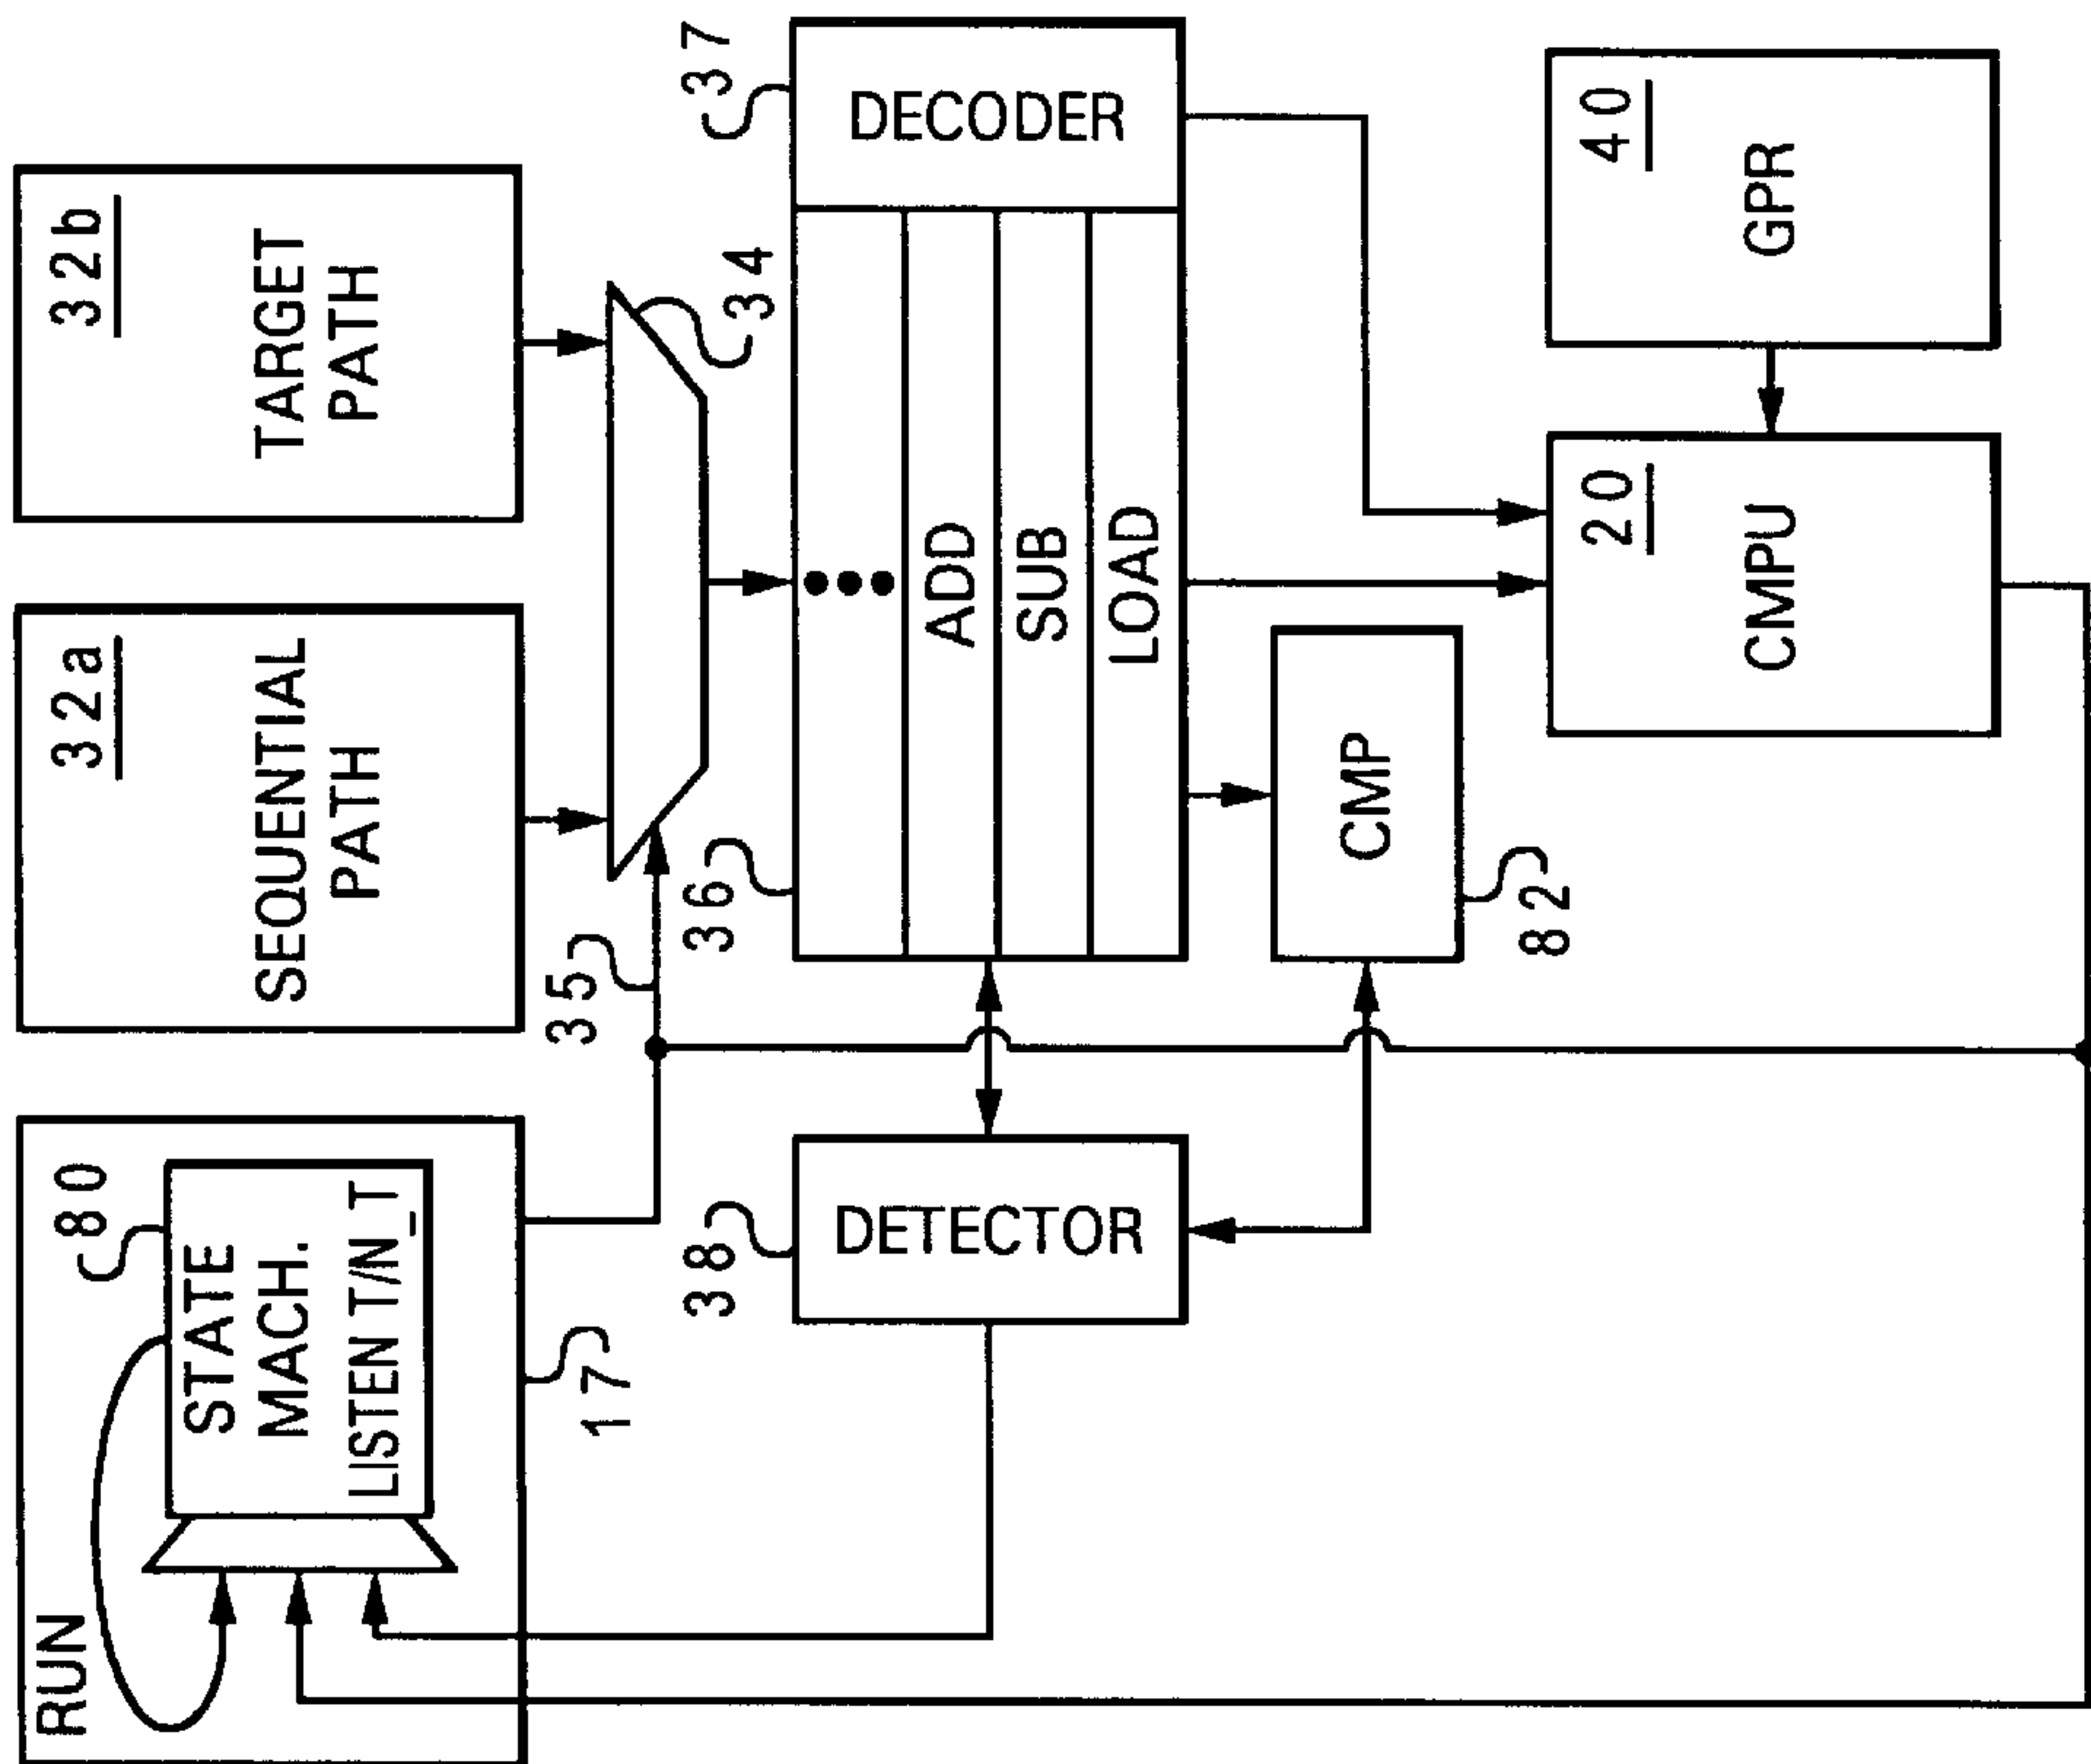 RUN
80
STATE
MACH.
LISTEN T/N_T
17
32a
SEQUENTIAL
PATH
32b
TARGET
PATH
35
34
36
37
DECODER
ADD
SUB
LOAD
38
DETECTOR
CMP
82
20
CMPU
40
GPR